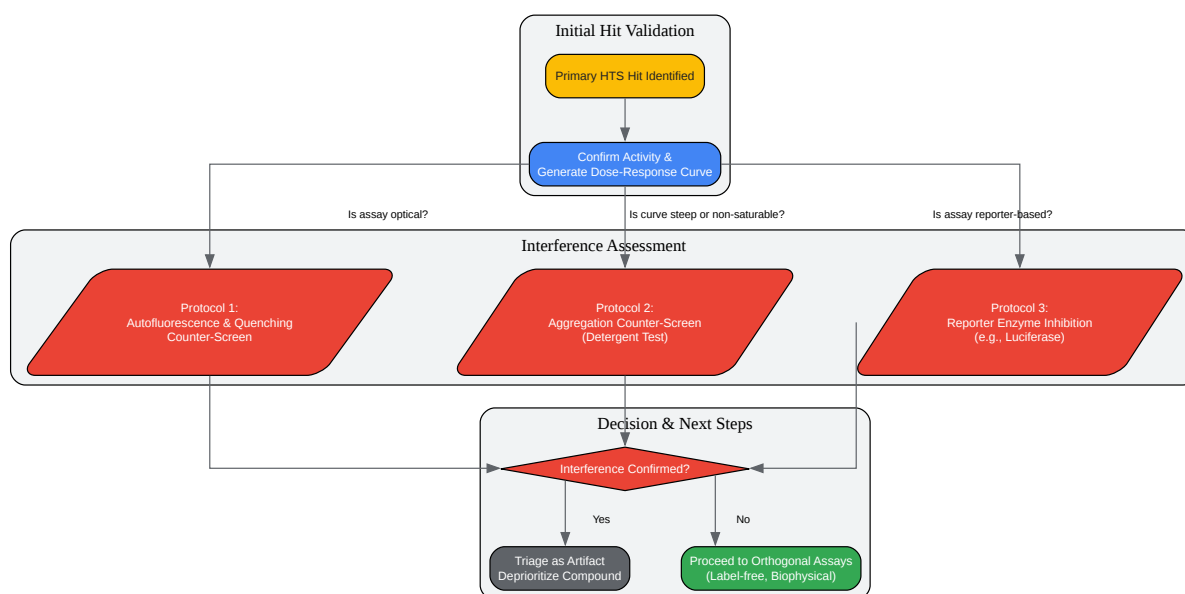 Initial Hit Validation
Primary HTS Hit Identified
Confirm Activity &
Generate Dose-Response Curve
Is assay optical?
Is curve steep or non-saturable?
Is assay reporter-based?
Interference Assessment
Protocol 1:
Autofluorescence & Quenching
Counter-Screen
Protocol 2:
Aggregation Counter-Screen
(Detergent Test)
Protocol 3:
Reporter Enzyme Inhibition
(e.g., Luciferase)
Decision & Next Steps
Interference Confirmed?
Yes
No
Triage as Artifact
Deprioritize Compound
Proceed to Orthogonal Assays
(Label-free, Biophysical)